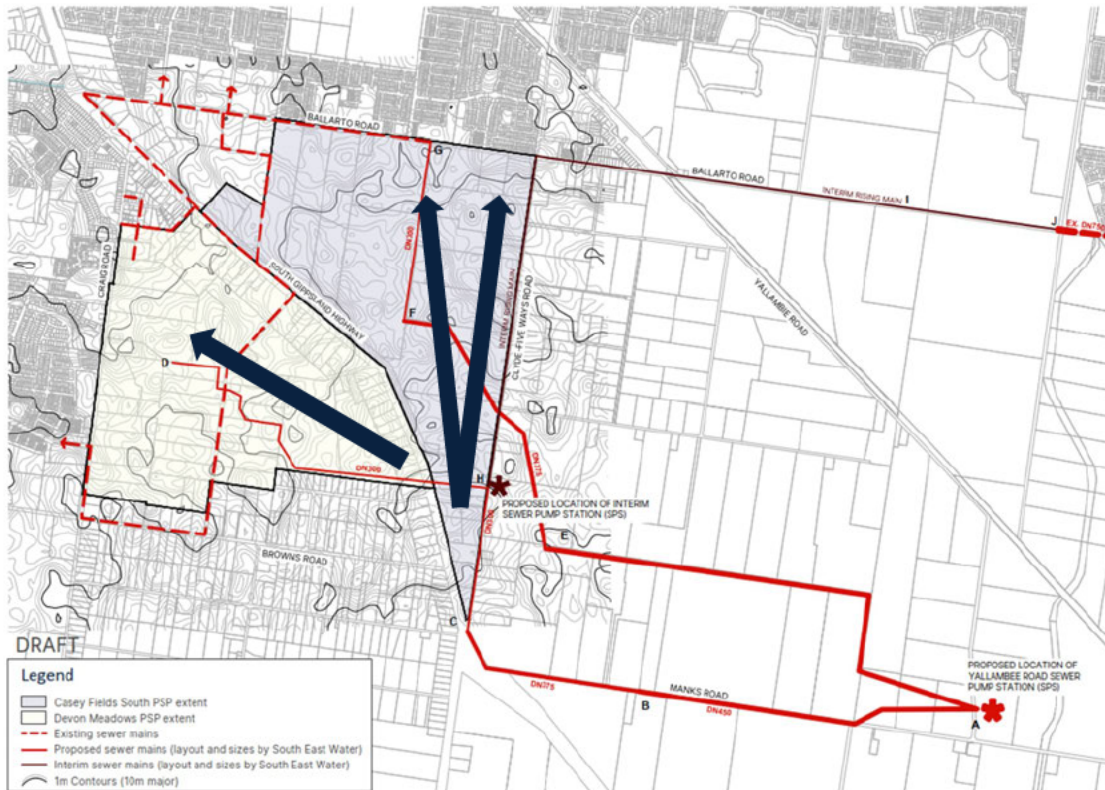 BALLARTO ROAD
G
BALLARTO ROAD
INTERIM RISING MAIN
I
J
EX. DN750
CRAIG ROAD
SOUTH GIPPSLAND HIGHWAY
DN300
INTERIM RISING MAIN
CLYDE-FIVE WAYS ROAD
YALLAMBIE ROAD
F
D
DN300
H
DN375
PROPOSED LOCATION OF INTERIM
SEWER PUMP STATION (SPS)
E
BROWNS ROAD
C
DRAFT
Legend
Casey Fields South PSP extent
Devon Meadows PSP extent
Existing sewer mains
Proposed sewer mains (layout and sizes by South East Water)
Interim sewer mains (layout and sizes by South East Water)
1m Contours (10m major)
DN375
MANKS ROAD
B
DN450
PROPOSED LOCATION OF
YALLAMBEE ROAD SEWER
PUMP STATION (SPS)
A